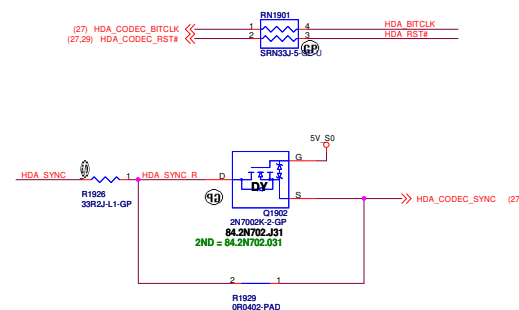 RN1901
(27) HDA_CODEC_BITCLK 1 4 HDA_BITCLK
(27,29) HDA_CODEC_RST# 2 3 HDA_RST#
SRN33J-5-GP-U
GP
5V_S0
G
HDA_SYNC 1 HDA_SYNC_R D
DY
S
HDA_CODEC_SYNC (27
R1926
33R2J-L1-GP
GP
Q1902
2N7002K-2-GP
84.2N702.J31
2ND = 84.2N702.031
2 1
R1929
0R0402-PAD